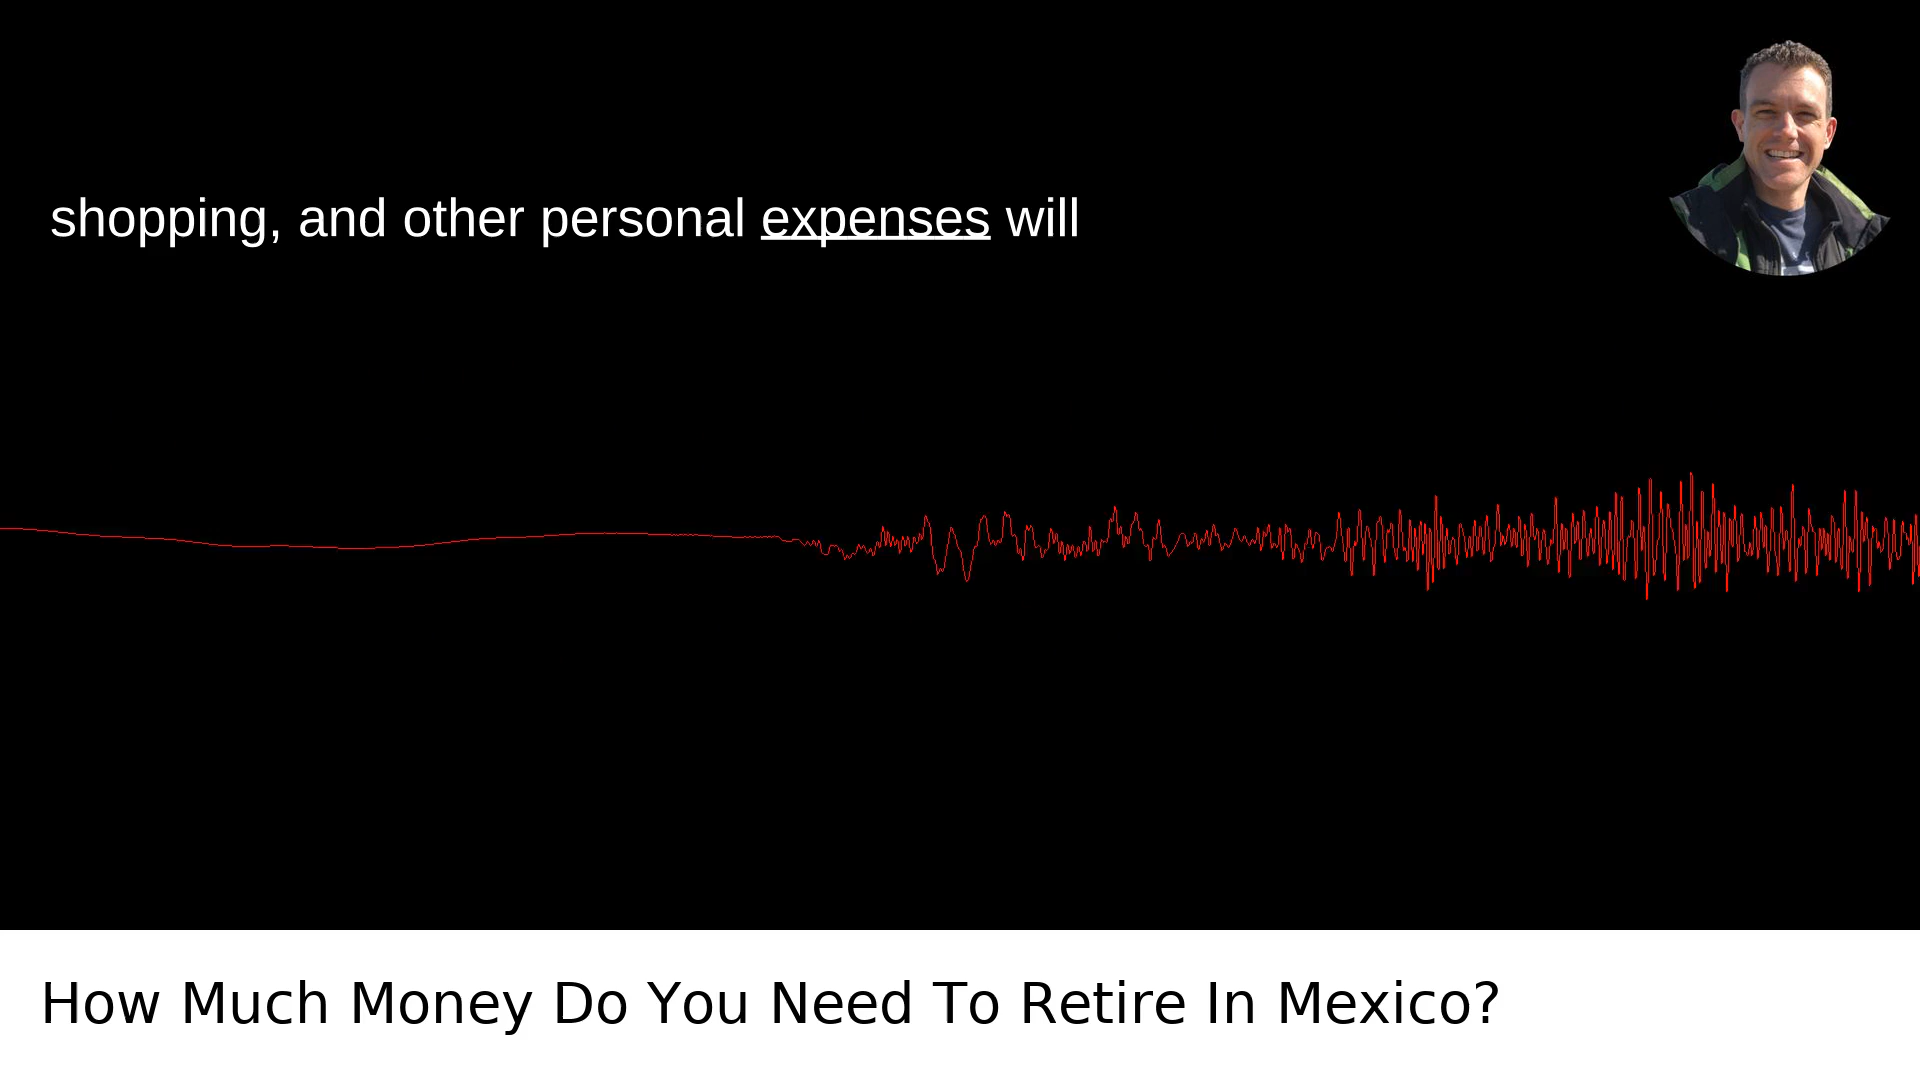 shopping, and other personal expenses will
How Much Money Do You Need To Retire In Mexico?